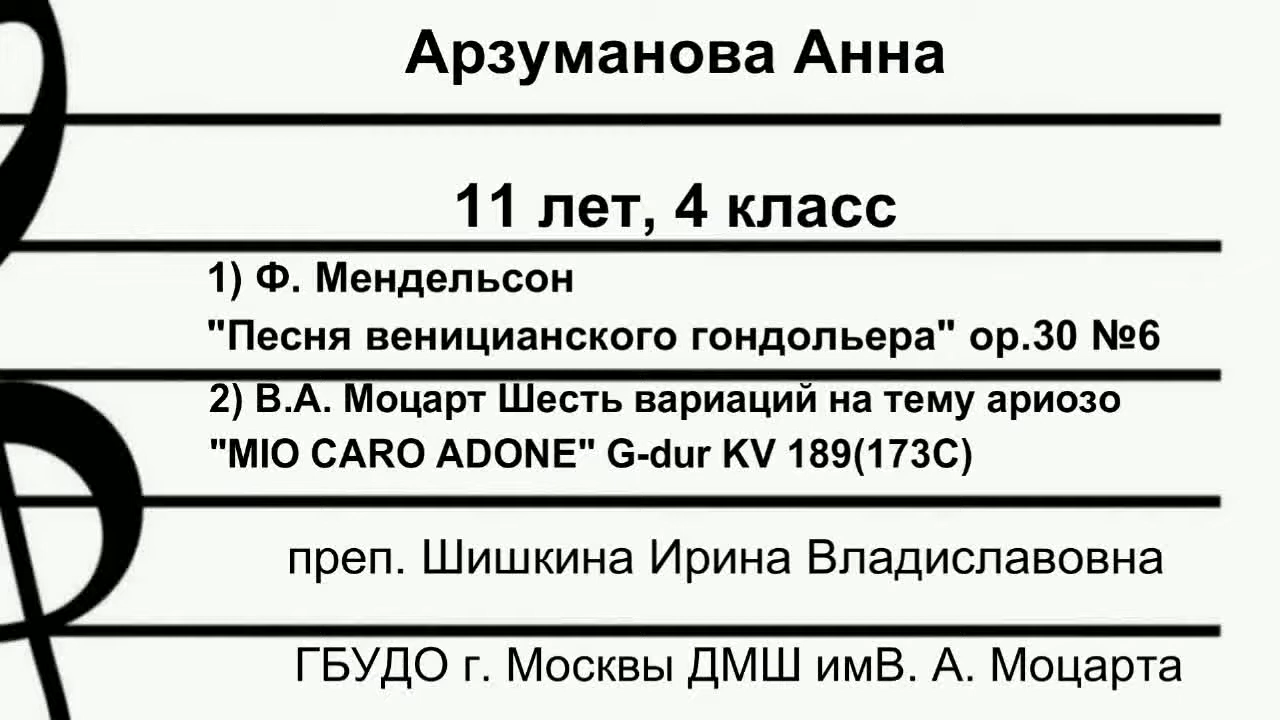 Арзуманова Анна
11 лет, 4 класс
1) Ф. Мендельсон
"Песня веницианского гондольера" ор.30 №6
2) В.А. Моцарт Шесть вариаций на тему ариозо
"MIO CARO ADONE" G-dur KV 189(173C)
преп. Шишкина Ирина Владиславовна
ГБУДО г. Москвы ДМШ имВ. А. Моцарта